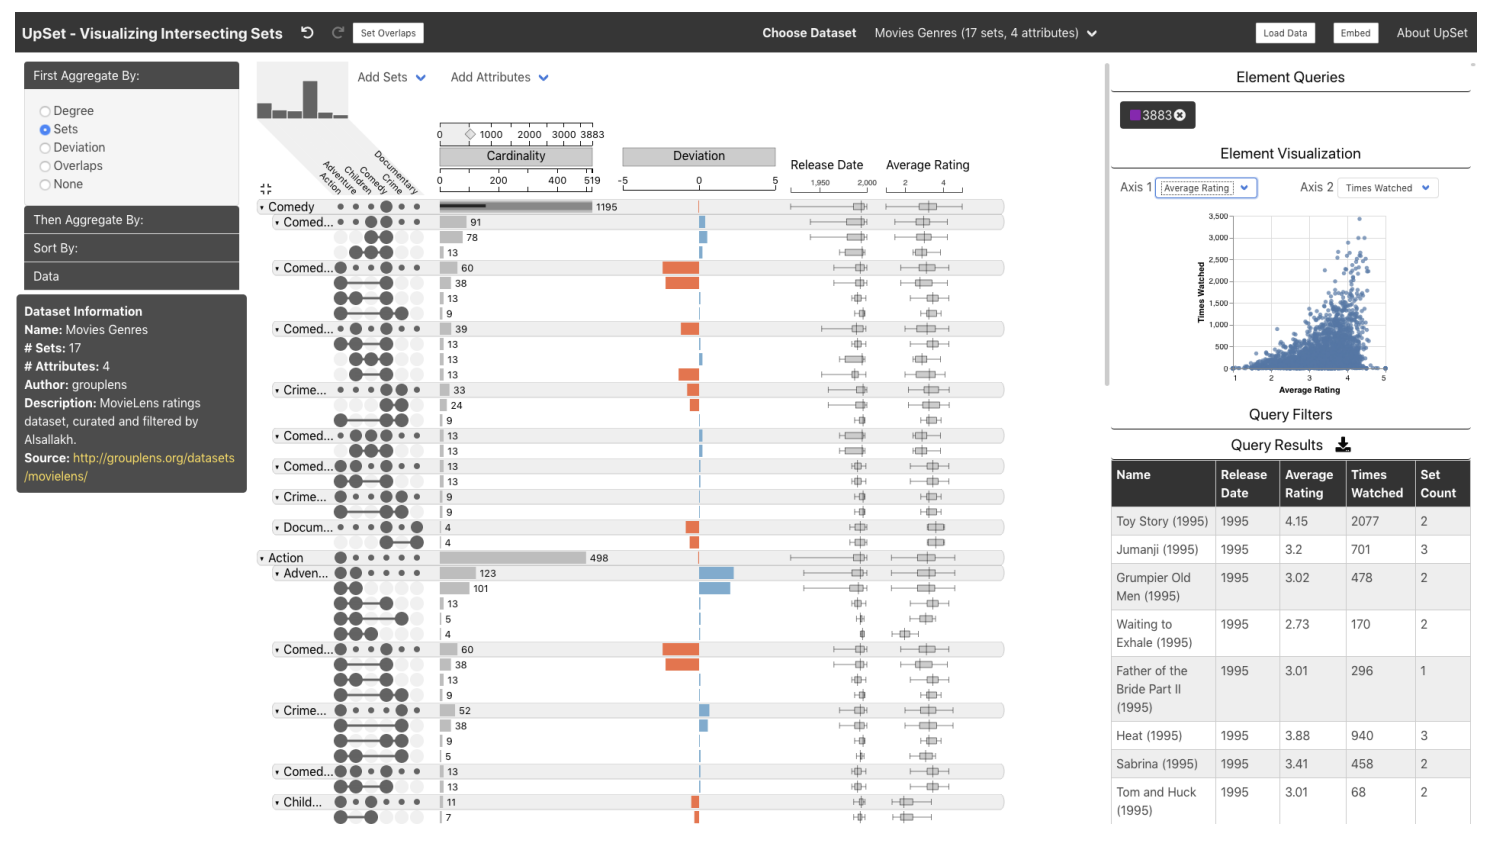 UpSet - Visualizing Intersecting Sets
Set Overlaps
Choose Dataset
Movies Genres (17 sets, 4 attributes)
Load Data
Embed
About UpSet
First Aggregate By:
Degree
Sets
Deviation
Overlaps
None
Then Aggregate By:
Sort By:
Data
Dataset Information
Name: Movies Genres
# Sets: 17
# Attributes: 4
Author: grouplens
Description: MovieLens ratings
dataset, curated and filtered by
Alsallakh.
Source: http://grouplens.org/datasets
/movielens/
Add Sets
Add Attributes
Action
Adventure
Children
Comedy
Crime
Documentary
0 1000 2000 3000 3883
Cardinality
0 200 400 519
Deviation
-5 0 5
Release Date
1,950 2,000
Average Rating
2 4
Comedy 1195
Comed... 91
78
13
Comed... 60
38
13
9
Comed... 39
13
13
13
Crime... 33
24
9
Comed... 13
13
Comed... 13
13
Crime... 9
9
Docum... 4
4
Action 498
Adven... 123
101
13
5
4
Comed... 60
38
13
9
Crime... 52
38
9
5
Comed... 13
13
Child... 11
7
Element Queries
3883
Element Visualization
Axis 1 Average Rating
Axis 2 Times Watched
3,500
3,000
2,500
2,000
1,500
1,000
500
0
Times Watched
1 2 3 4 5
Average Rating
Query Filters
Query Results
Name Release Date Average Rating Times Watched Set Count
Toy Story (1995) 1995 4.15 2077 2
Jumanji (1995) 1995 3.2 701 3
Grumpier Old Men (1995) 1995 3.02 478 2
Waiting to Exhale (1995) 1995 2.73 170 2
Father of the Bride Part II (1995) 1995 3.01 296 1
Heat (1995) 1995 3.88 940 3
Sabrina (1995) 1995 3.41 458 2
Tom and Huck (1995) 1995 3.01 68 2